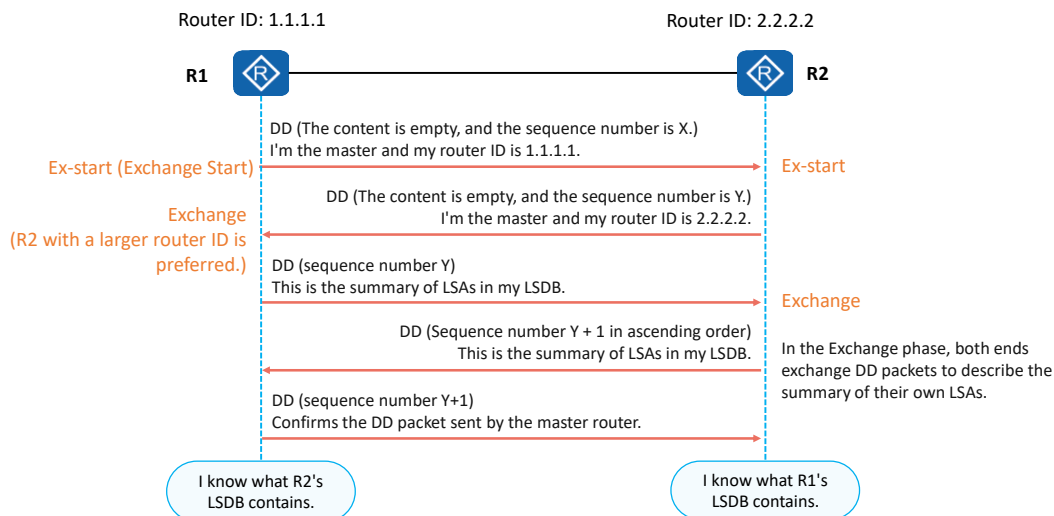 Router ID: 1.1.1.1
Router ID: 2.2.2.2
R1
R
R
R2
DD (The content is empty, and the sequence number is X.)
I'm the master and my router ID is 1.1.1.1.
Ex-start (Exchange Start)
Ex-start
DD (The content is empty, and the sequence number is Y.)
I'm the master and my router ID is 2.2.2.2.
Exchange
(R2 with a larger router ID is
preferred.)
DD (sequence number Y)
This is the summary of LSAs in my LSDB.
Exchange
DD (Sequence number Y + 1 in ascending order)
This is the summary of LSAs in my LSDB.
In the Exchange phase, both ends
exchange DD packets to describe the
summary of their own LSAs.
DD (sequence number Y+1)
Confirms the DD packet sent by the master router.
I know what R2's
LSDB contains.
I know what R1's
LSDB contains.